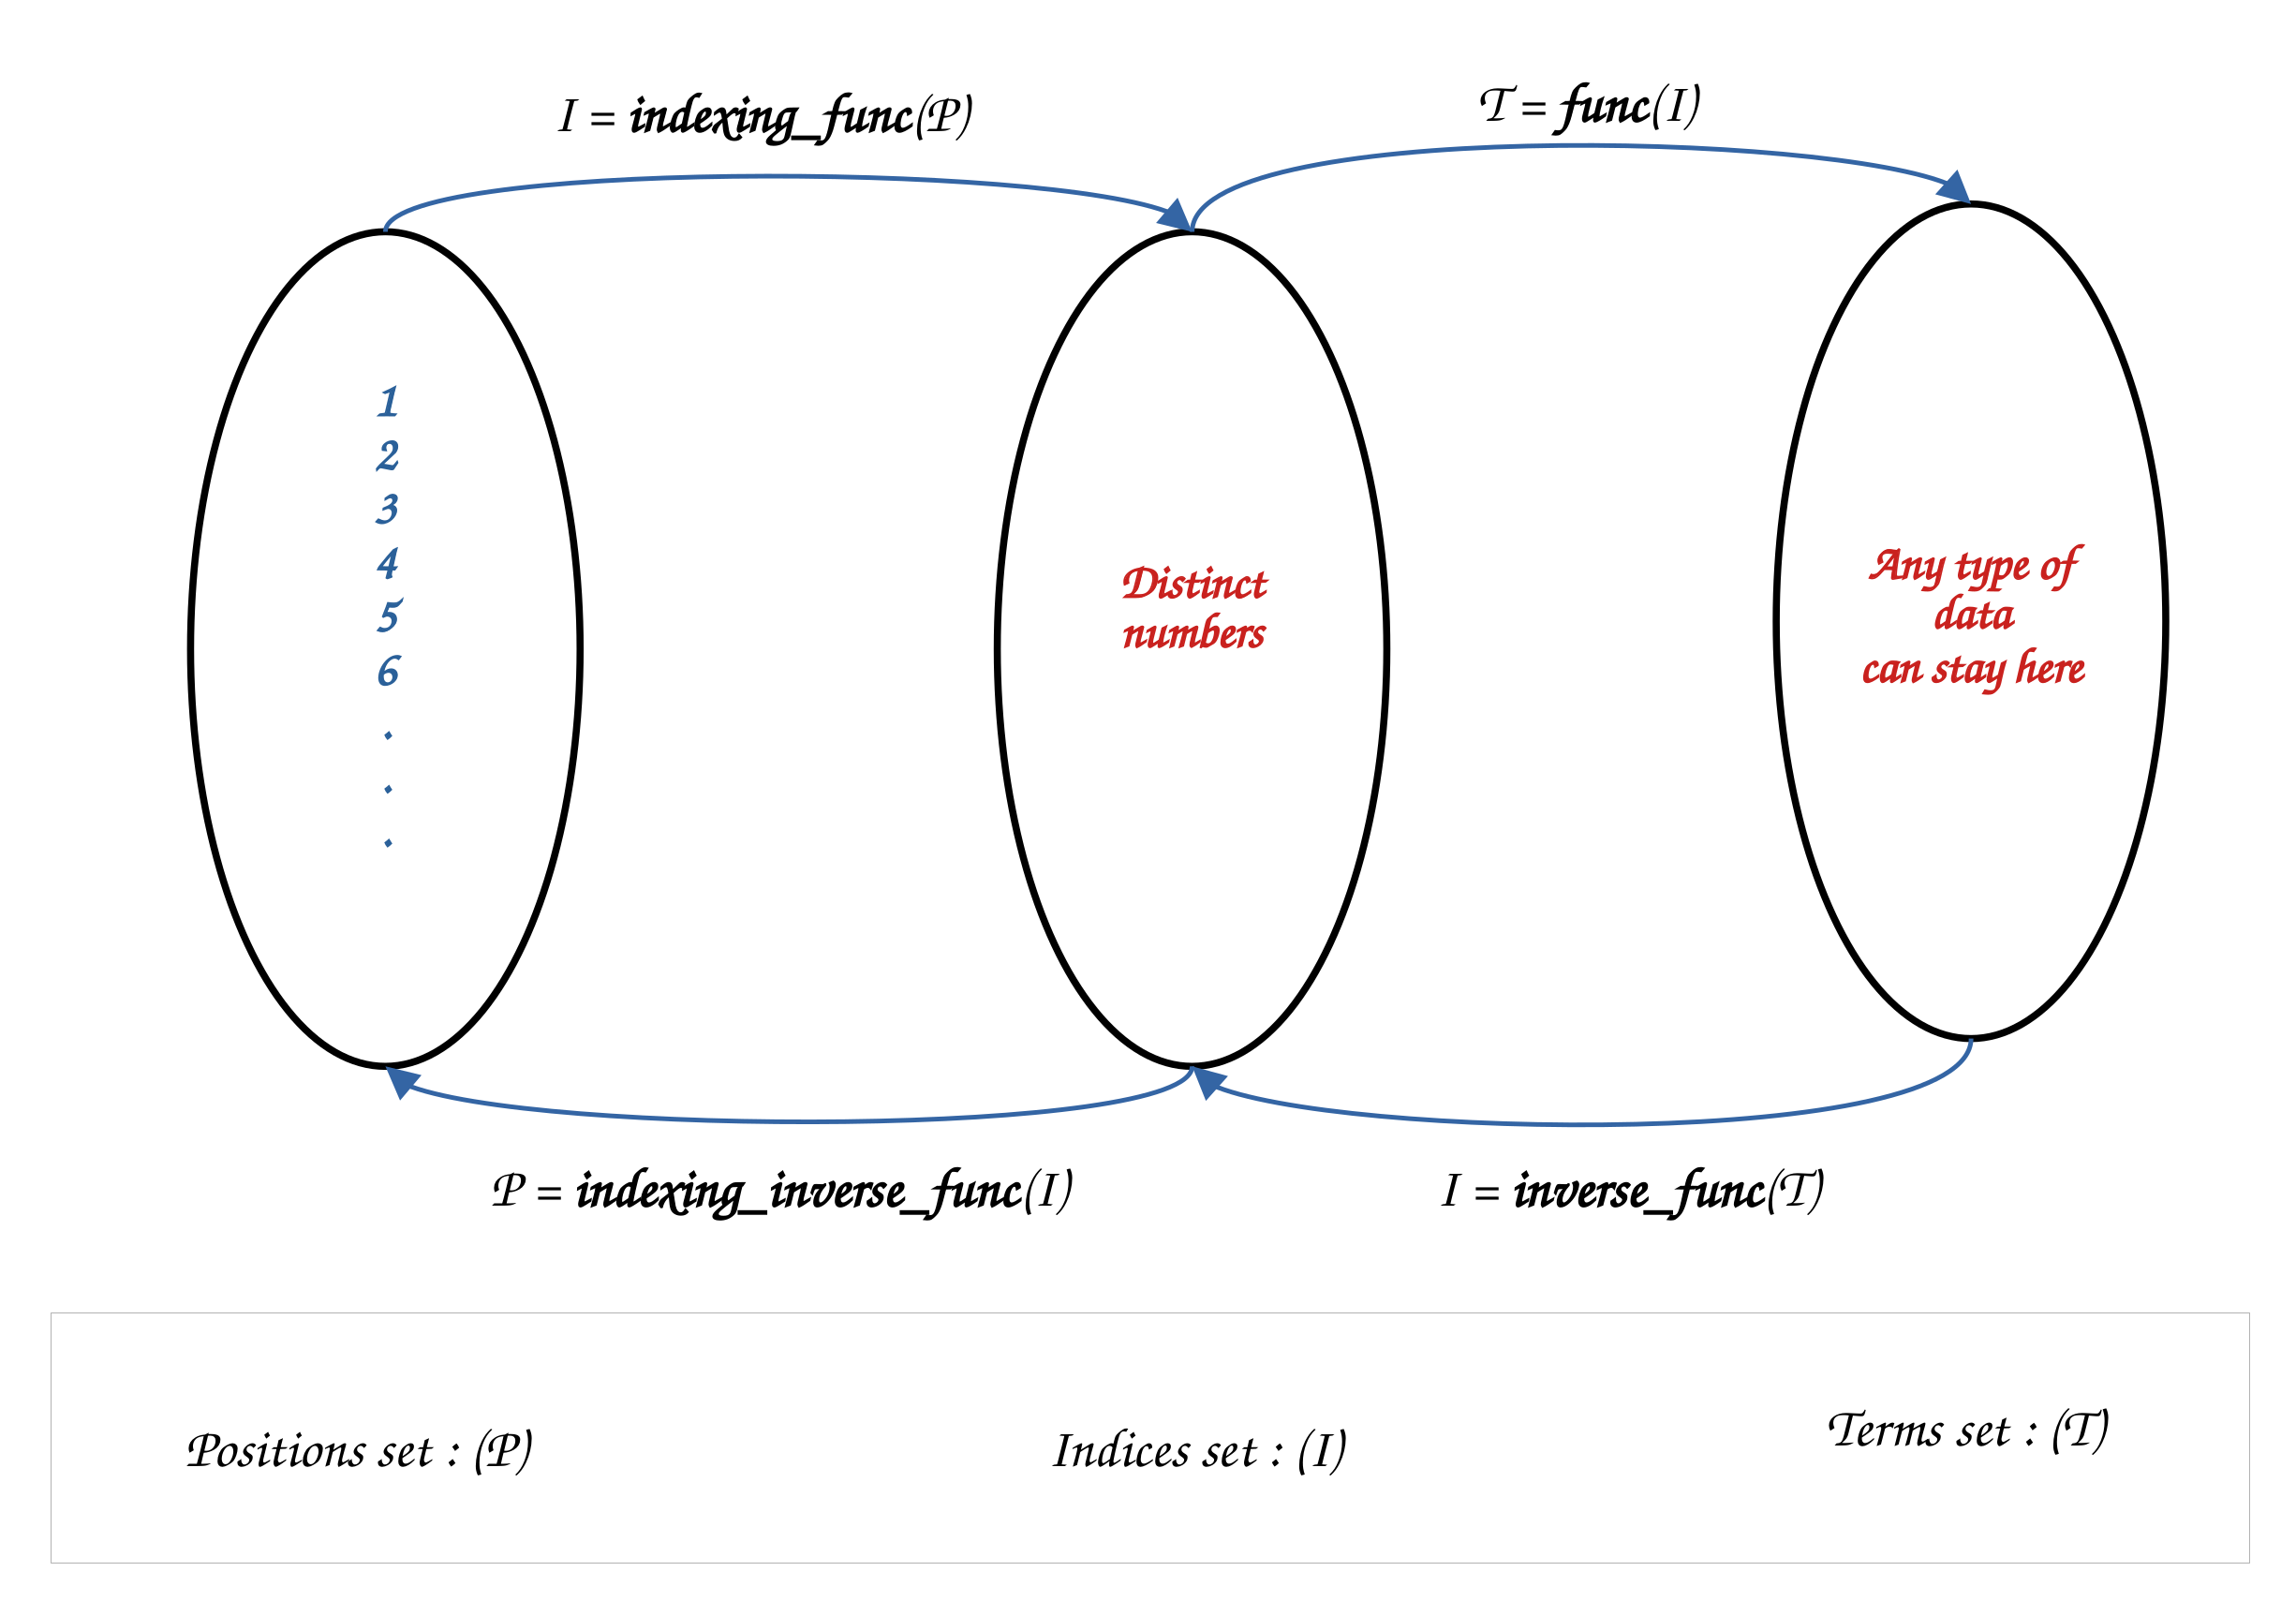 I = indexing_func(P)
T = func(I)
1
2
3
4
5
6
.
.
.
Distinct
numbers
Any type of
data
can stay here
P = indexing_inverse_func(I)
I = inverse_func(T)
Positions set : (P)
Indices set : (I)
Terms set : (T)